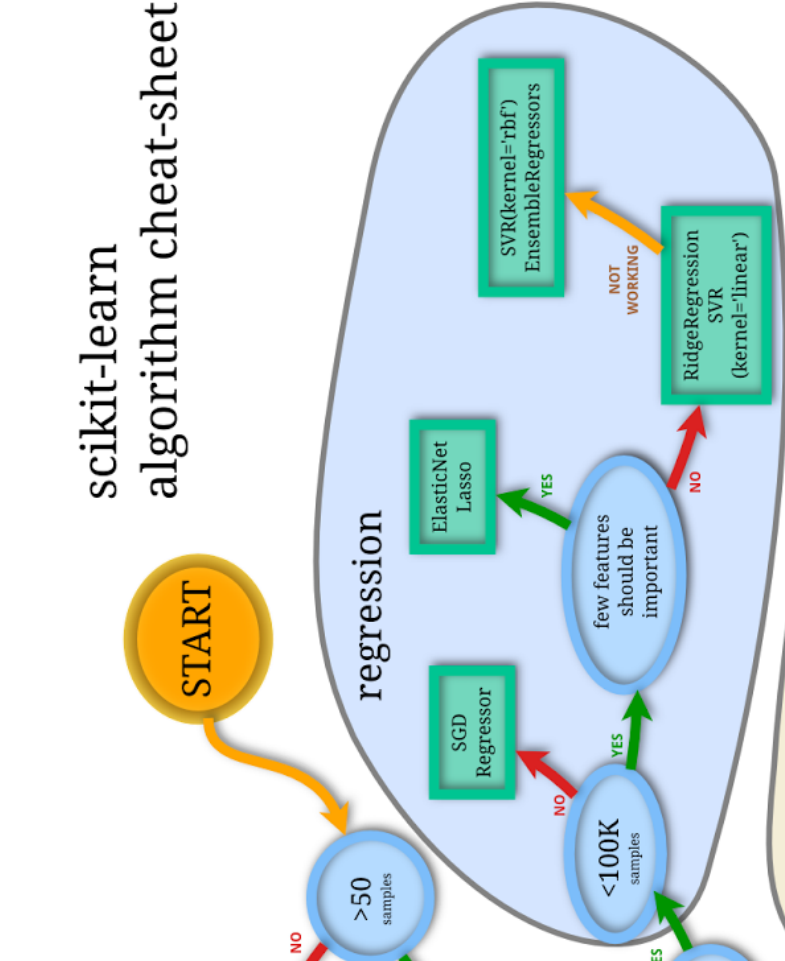 scikit-learn
algorithm cheat-sheet
START
>50
samples
NO
regression
<100K
samples
NO
SGD
Regressor
YES
few features
should be
important
YES
ElasticNet
Lasso
NO
RidgeRegression
SVR
(kernel='linear')
NOT
WORKING
SVR(kernel='rbf')
EnsembleRegressors